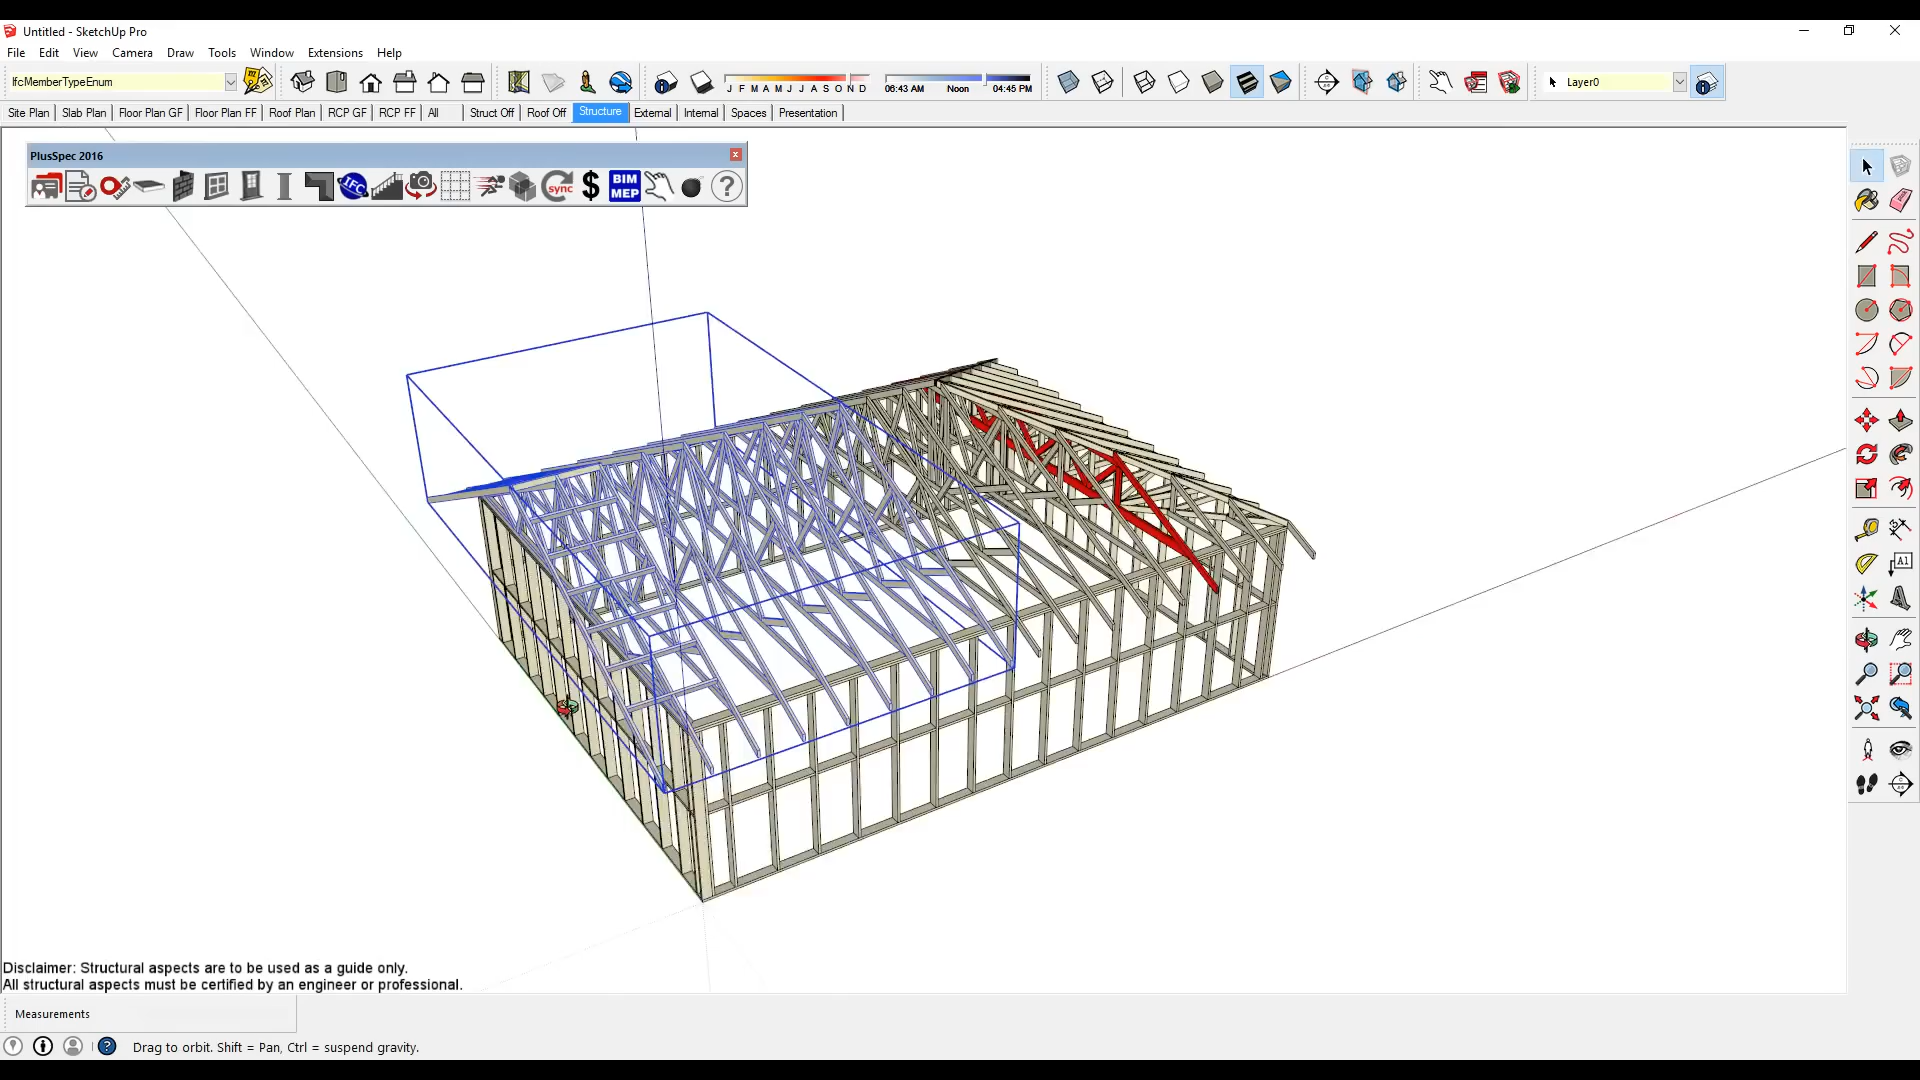 Untitled - SketchUp Pro
File Edit View Camera Draw Tools Window Extensions Help
IfcMemberTypeEnum
J F M A M J J A S O N D
06:43 AM Noon 04:45 PM
Layer0
Site Plan Slab Plan Floor Plan GF Floor Plan FF Roof Plan RCP GF RCP FF All Struct Off Roof Off Structure External Internal Spaces Presentation
PlusSpec 2016
IFC
sync
$
BIM
MEP
?
A1
Disclaimer: Structural aspects are to be used as a guide only.
All structural aspects must be certified by an engineer or professional.
Measurements
Drag to orbit. Shift = Pan, Ctrl = suspend gravity.